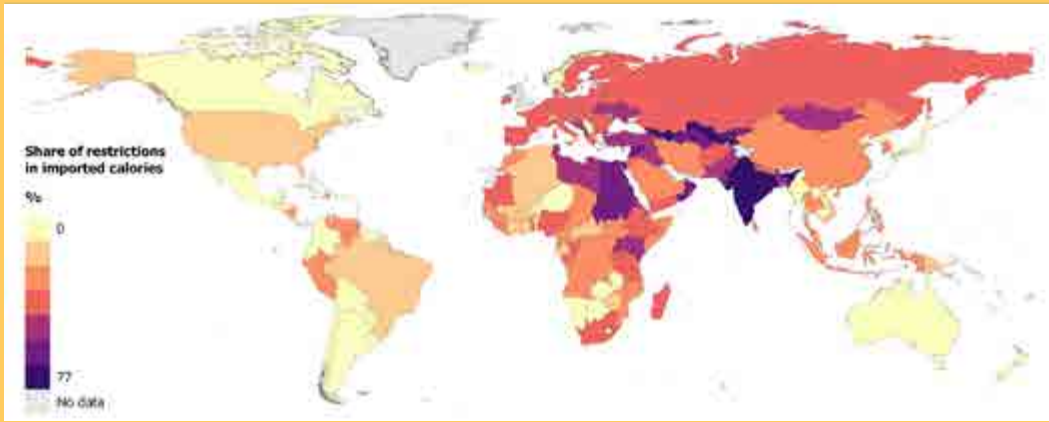 Share of restrictions
in imported calories
%
0
77
No data